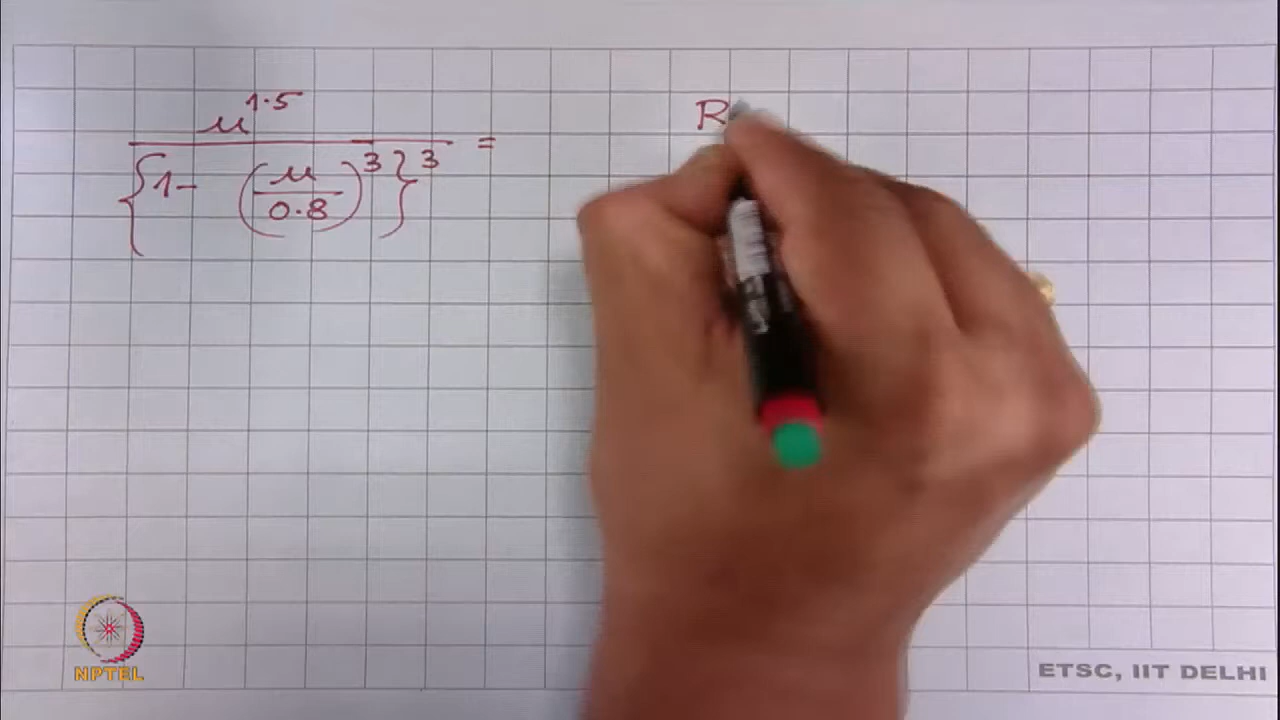 μ^1.5 / {1 - (μ / 0.8)^3}^3 =
R
NPTEL
ETSC, IIT DELHI